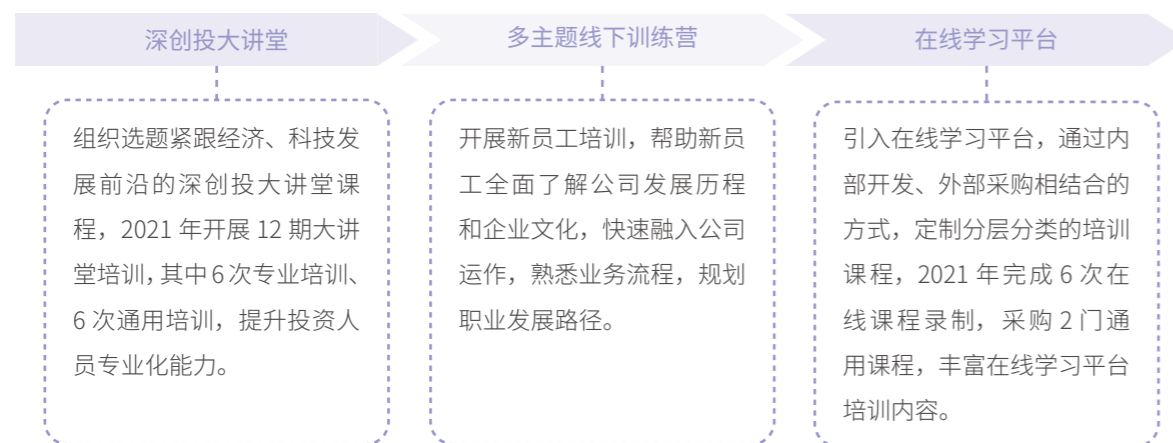 深创投大讲堂
组织选题紧跟经济、科技发
展前沿的深创投大讲堂课
程，2021 年开展 12 期大讲
堂培训，其中 6 次专业培训、
6 次通用培训，提升投资人
员专业化能力。
多主题线下训练营
开展新员工培训，帮助新员
工全面了解公司发展历程
和企业文化，快速融入公司
运作，熟悉业务流程，规划
职业发展路径。
在线学习平台
引入在线学习平台，通过内
部开发、外部采购相结合的
方式，定制分层分类的培训
课程，2021 年完成 6 次在
线课程录制，采购 2 门通
用课程，丰富在线学习平台
培训内容。